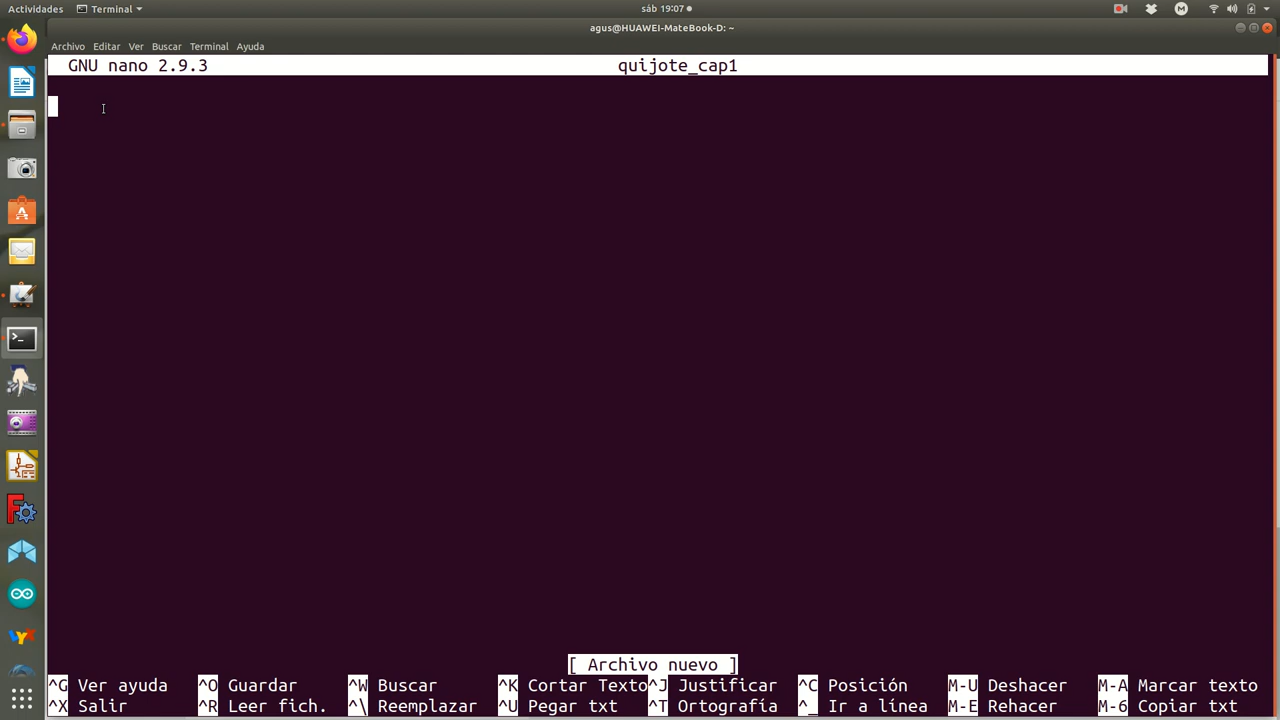 Actividades Terminal sáb 19:07
agus@HUAWEI-MateBook-D: ~
Archivo Editar Ver Buscar Terminal Ayuda
GNU nano 2.9.3 quijote_cap1
[ Archivo nuevo ]
^G Ver ayuda ^O Guardar ^W Buscar ^K Cortar Texto ^J Justificar ^C Posición M-U Deshacer M-A Marcar texto
^X Salir ^R Leer fich. ^\ Reemplazar ^U Pegar txt ^T Ortografía ^_ Ir a línea M-E Rehacer M-6 Copiar txt